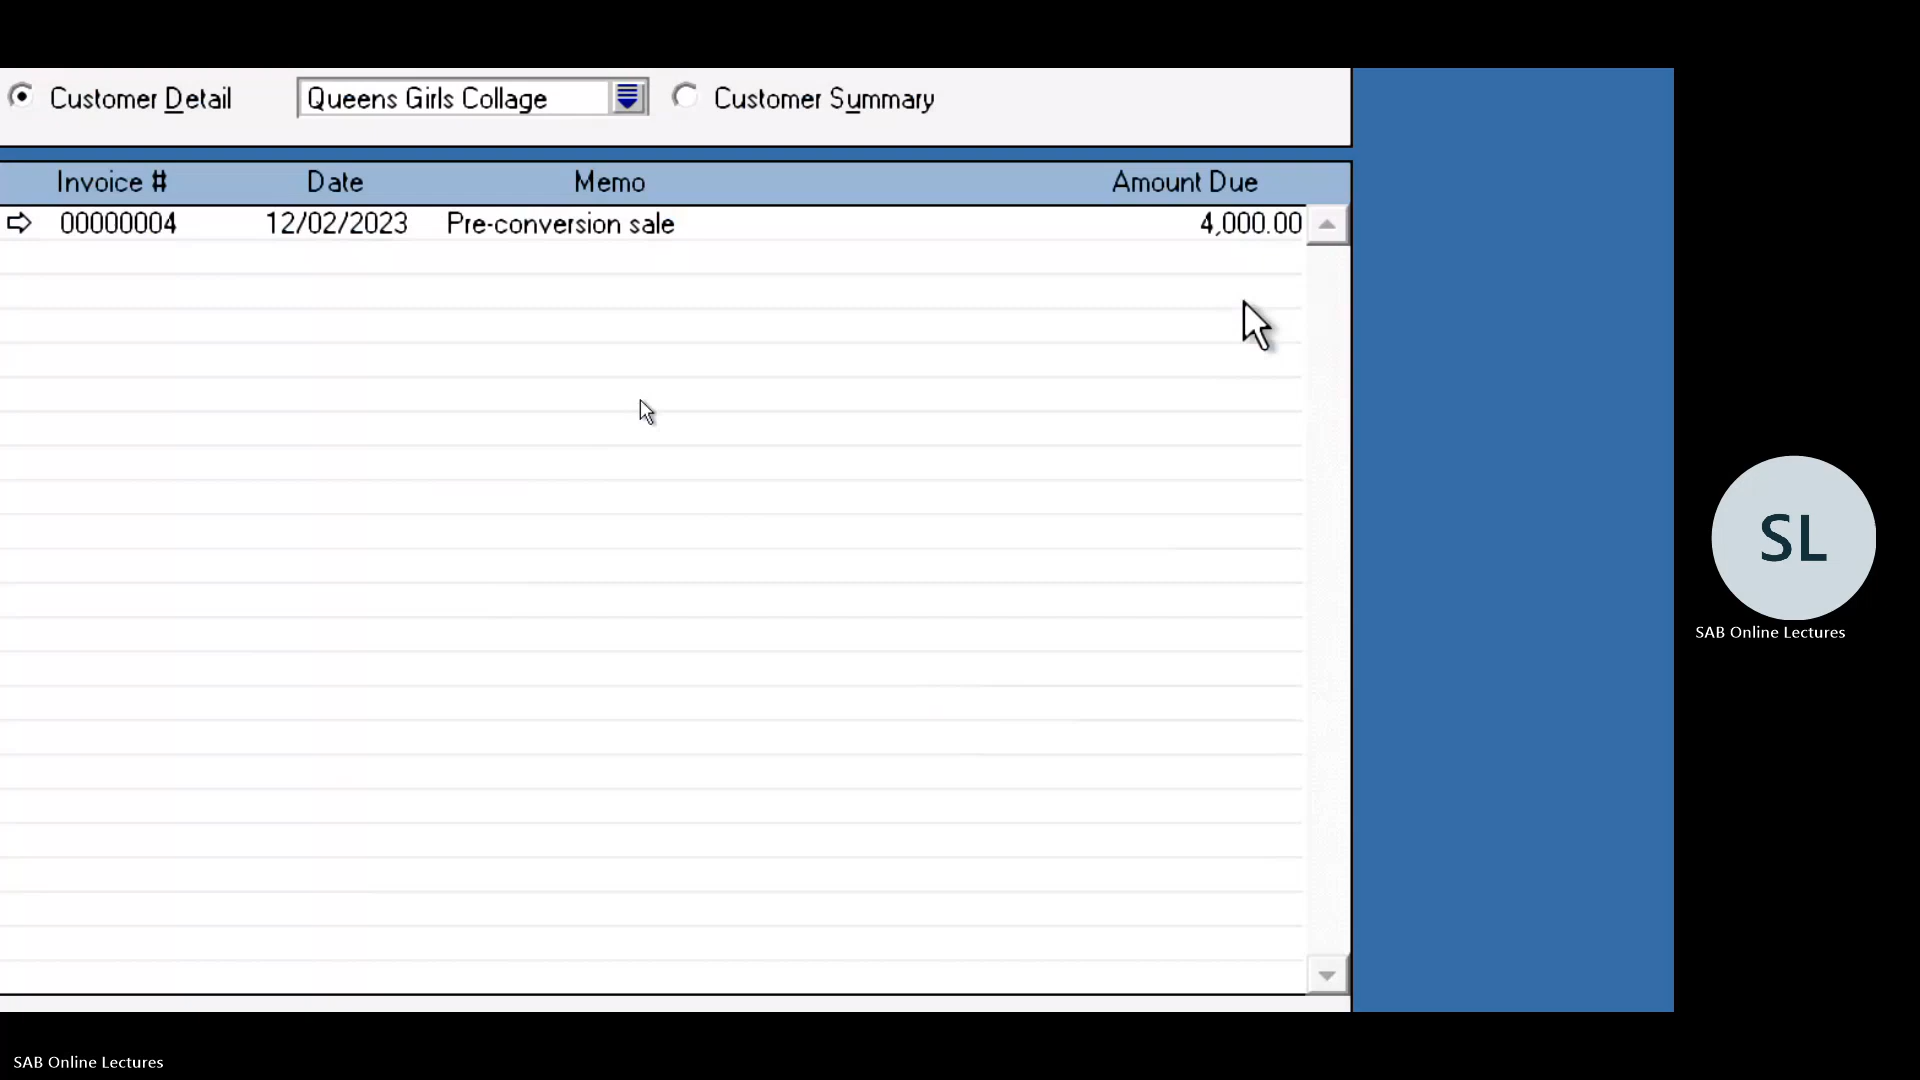 Customer Detail Queens Girls Collage Customer Summary
Invoice # Date Memo Amount Due
00000004 12/02/2023 Pre-conversion sale 4,000.00
SL
SAB Online Lectures
SAB Online Lectures